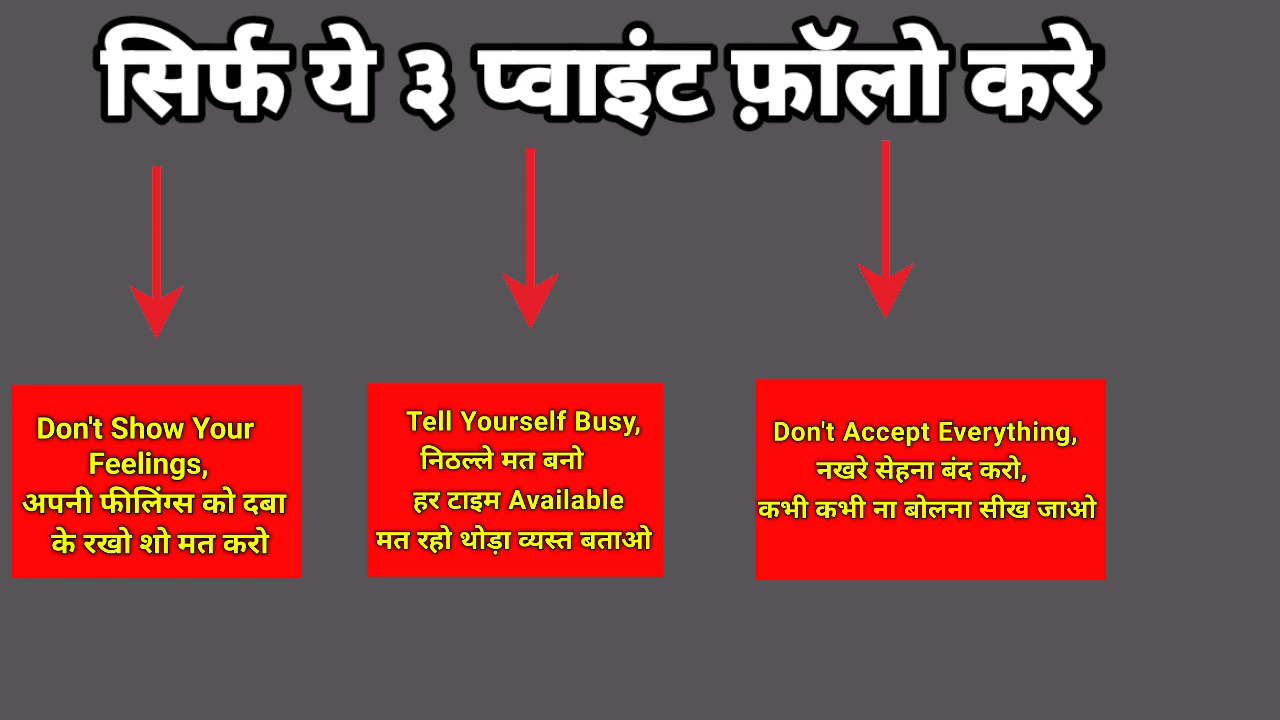 सिर्फ ये ३ प्वाइंट फ़ॉलो करे
Don't Show Your
Feelings,
अपनी फीलिंग्स को दबा
के रखो शो मत करो
Tell Yourself Busy,
निठल्ले मत बनो
हर टाइम Available
मत रहो थोड़ा व्यस्त बताओ
Don't Accept Everything,
नखरे सेहना बंद करो,
कभी कभी ना बोलना सीख जाओ